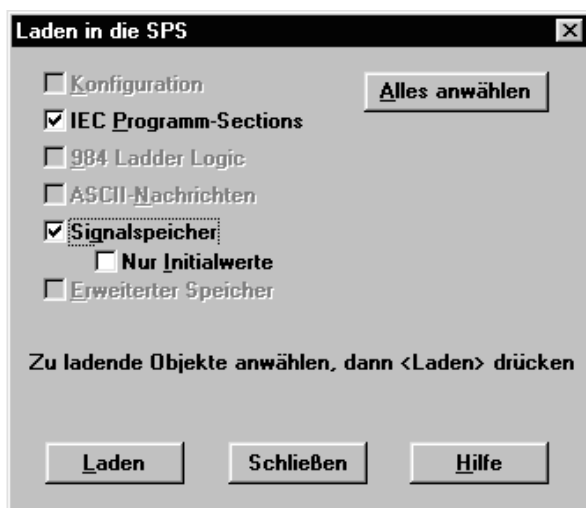 Laden in die SPS
Konfiguration
Alles anwählen
IEC Programm-Sections
984 Ladder Logic
ASCII-Nachrichten
Signalspeicher
Nur Initialwerte
Erweiterter Speicher
Zu ladende Objekte anwählen, dann <Laden> drücken
Laden Schließen Hilfe